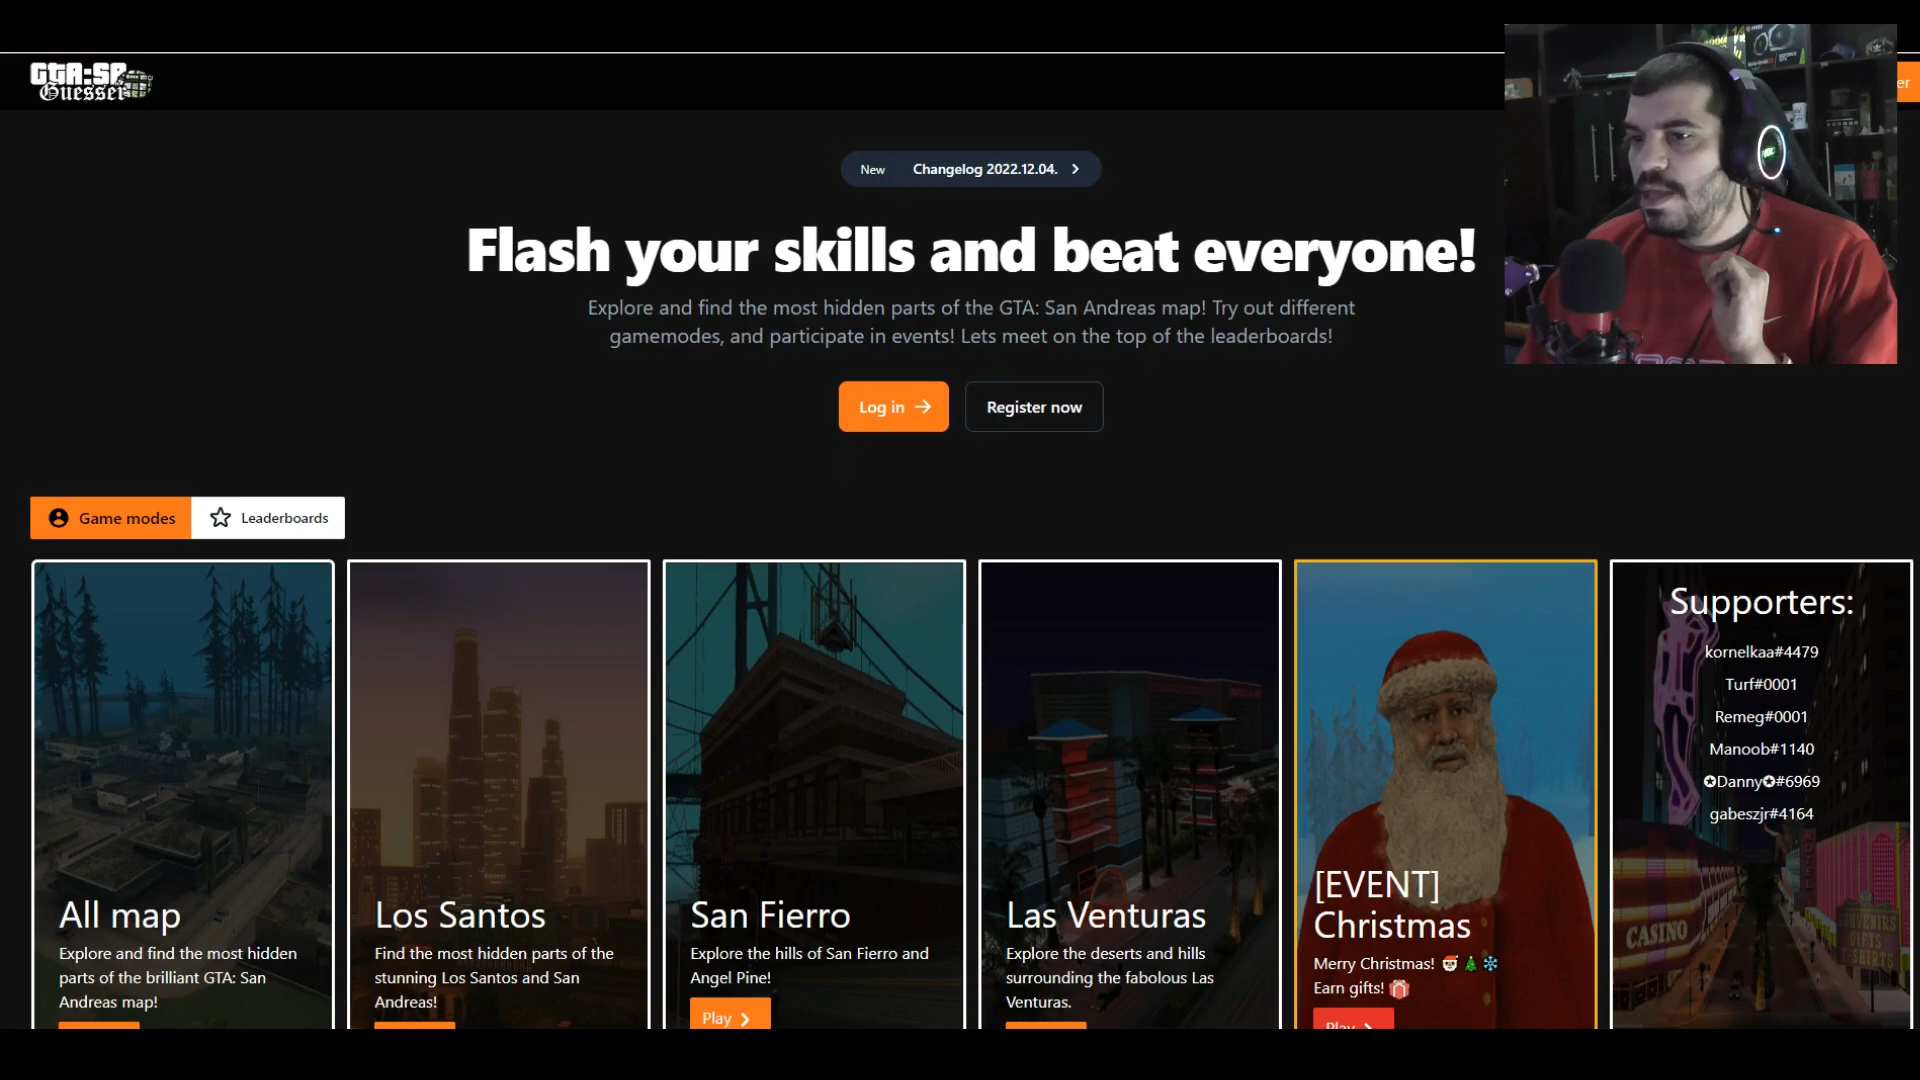 GTA:SA
Guesser
er
New Changelog 2022.12.04.
Flash your skills and beat everyone!
Explore and find the most hidden parts of the GTA: San Andreas map! Try out different
gamemodes, and participate in events! Lets meet on the top of the leaderboards!
Log in
Register now
Game modes
Leaderboards
All map
Explore and find the most hidden
parts of the brilliant GTA: San
Andreas map!
Los Santos
Find the most hidden parts of the
stunning Los Santos and San
Andreas!
San Fierro
Explore the hills of San Fierro and
Angel Pine!
Play
Las Venturas
Explore the deserts and hills
surrounding the fabolous Las
Venturas.
[EVENT]
Christmas
Merry Christmas! 🎅🎄❄️
Earn gifts! 🎁
Play
Supporters:
kornelkaa#4479
Turf#0001
Remeg#0001
Manoob#1140
✪Danny✪#6969
gabeszjr#4164
CASINO
SOUVENIRS
GIFTS
T-SHIRTS